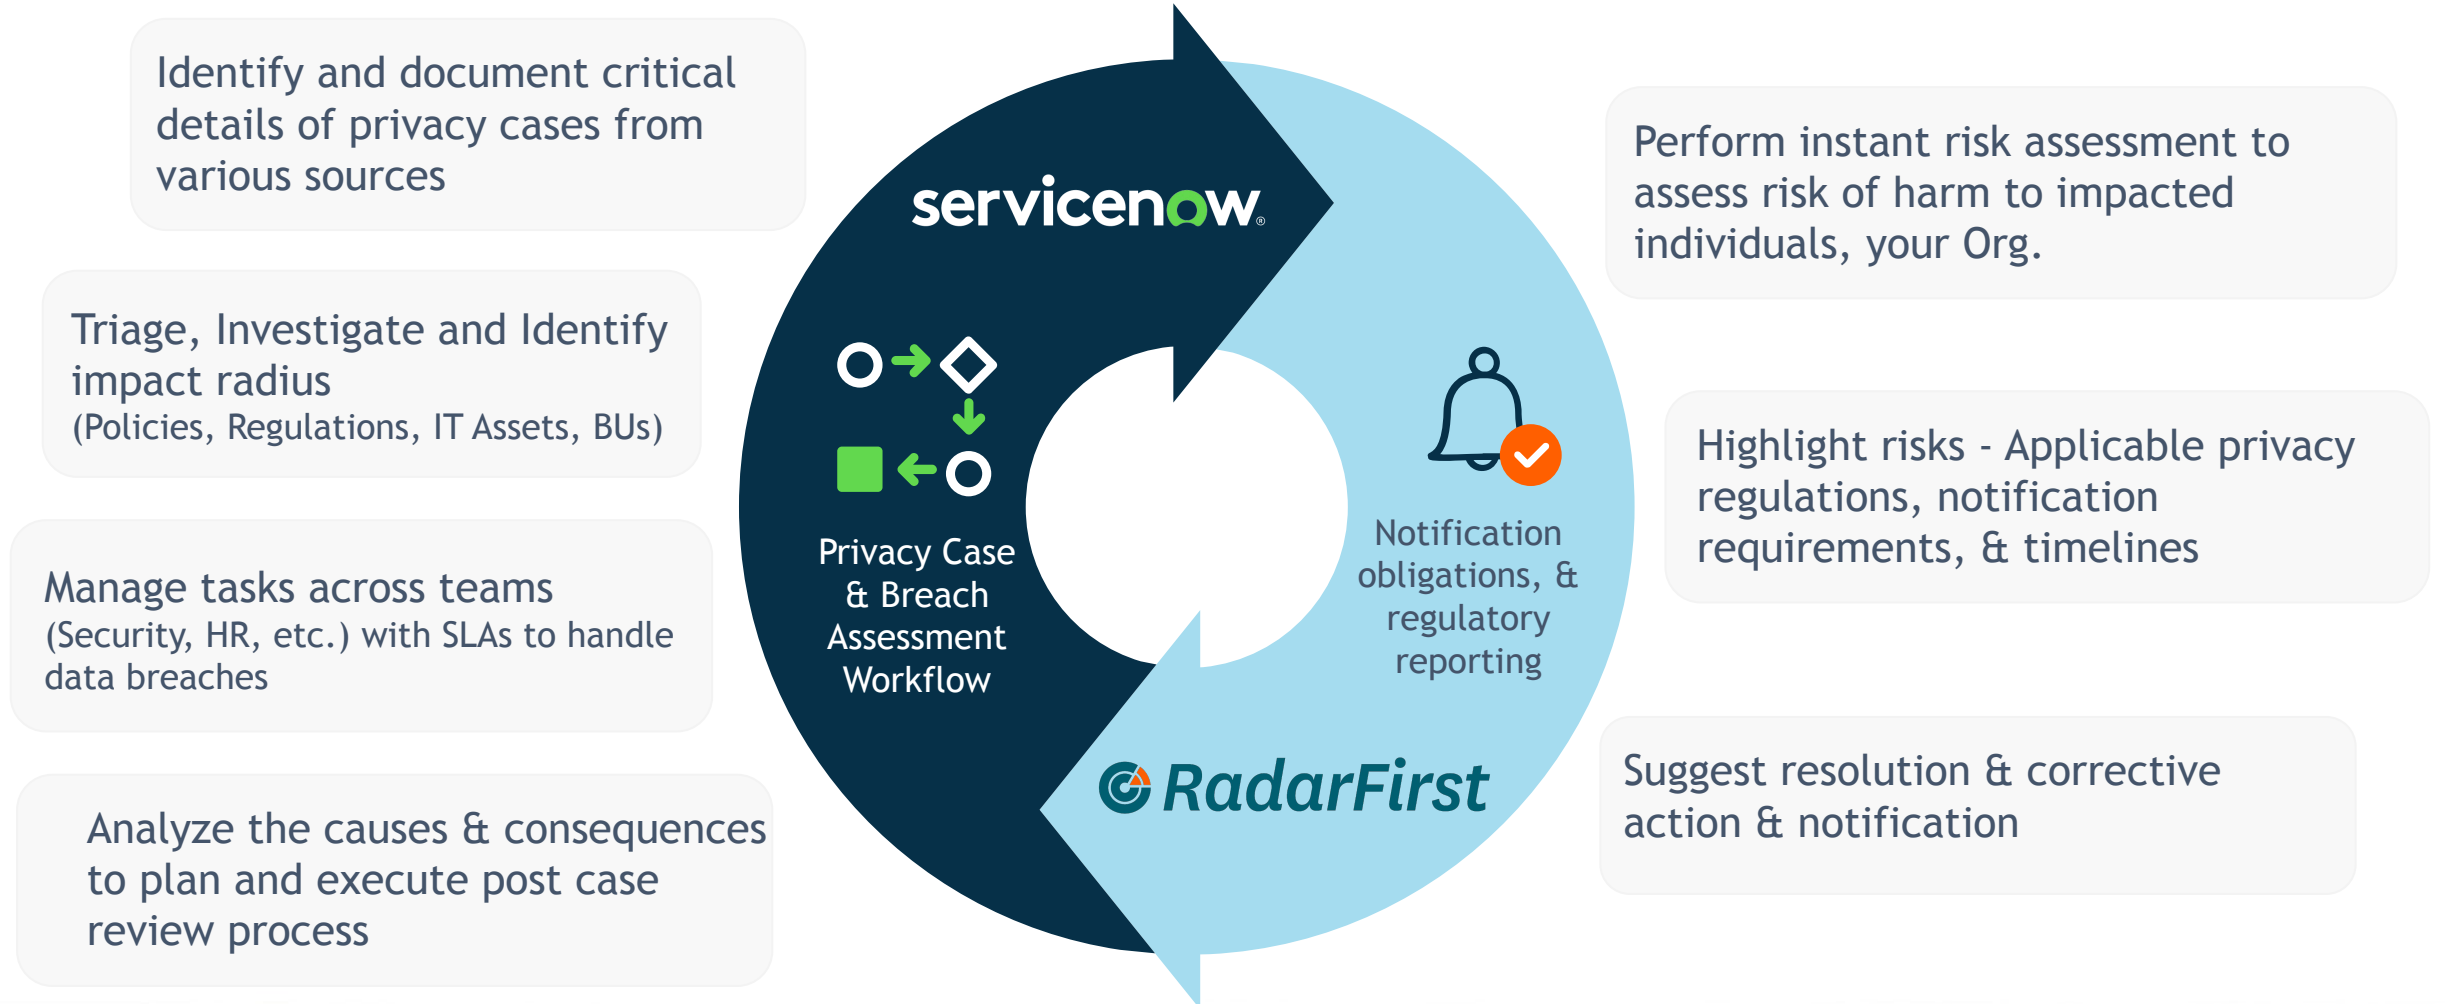 Identify and document critical
details of privacy cases from
various sources
Triage, Investigate and Identify
impact radius
(Policies, Regulations, IT Assets, BUs)
Manage tasks across teams
(Security, HR, etc.) with SLAs to handle
data breaches
Analyze the causes & consequences
to plan and execute post case
review process
servicenow®
Privacy Case
& Breach
Assessment
Workflow
Notification
obligations, &
regulatory
reporting
RadarFirst
Perform instant risk assessment to
assess risk of harm to impacted
individuals, your Org.
Highlight risks - Applicable privacy
regulations, notification
requirements, & timelines
Suggest resolution & corrective
action & notification